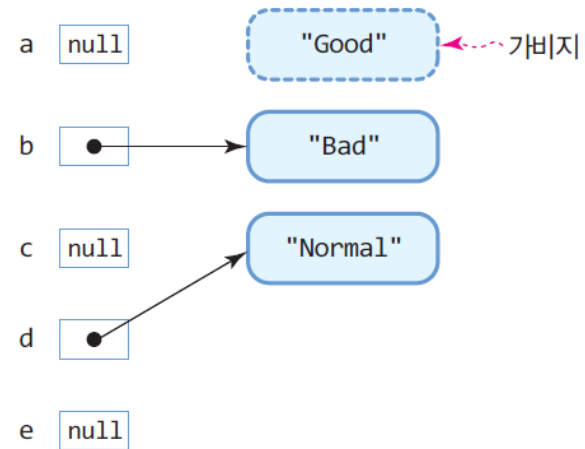 a null "Good" 가비지
b "Bad"
c null "Normal"
d
e null